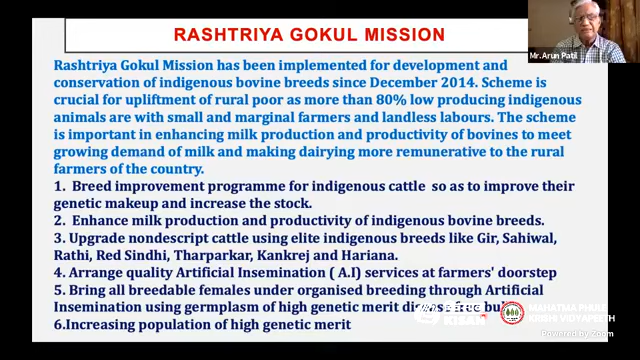 RASHTRIYA GOKUL MISSION
Mr. Arun Patil
Rashtriya Gokul Mission has been implemented for development and
conservation of indigenous bovine breeds since December 2014. Scheme is
crucial for upliftment of rural poor as more than 80% low producing indigenous
animals are with small and marginal farmers and landless labours. The scheme
is important in enhancing milk production and productivity of bovines to meet
growing demand of milk and making dairying more remunerative to the rural
farmers of the country.
1. Breed improvement programme for indigenous cattle so as to improve their
genetic makeup and increase the stock.
2. Enhance milk production and productivity of indigenous bovine breeds.
3. Upgrade nondescript cattle using elite indigenous breeds like Gir, Sahiwal,
Rathi, Red Sindhi, Tharparkar, Kankrej and Hariana.
4. Arrange quality Artificial Insemination ( A.I) services at farmers' doorstep
5. Bring all breedable females under organised breeding through Artificial
Insemination using germplasm of high genetic merit
6.Increasing population of high genetic merit
KISAN
MAHATMA PHULE
KRISHI VIDYAPEETH
Powered by Zoom